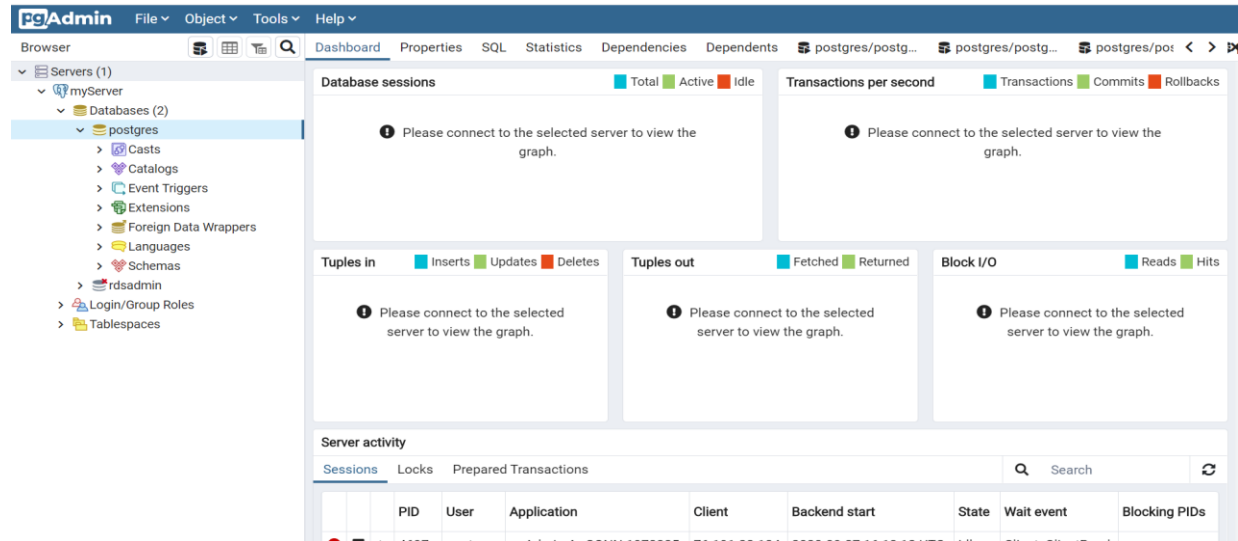 pgAdmin File Object Tools Help
Browser
Dashboard Properties SQL Statistics Dependencies Dependents postgres/postg... postgres/postg... postgres/pos
Servers (1)
myServer
Databases (2)
postgres
Casts
Catalogs
Event Triggers
Extensions
Foreign Data Wrappers
Languages
Schemas
rdsadmin
Login/Group Roles
Tablespaces
Database sessions Total Active Idle
Please connect to the selected server to view the
graph.
Transactions per second Transactions Commits Rollbacks
Please connect to the selected server to view the
graph.
Tuples in Inserts Updates Deletes
Please connect to the selected
server to view the graph.
Tuples out Fetched Returned
Please connect to the selected
server to view the graph.
Block I/O Reads Hits
Please connect to the selected
server to view the graph.
Server activity
Sessions Locks Prepared Transactions Search
PID User Application Client Backend start State Wait event Blocking PIDs